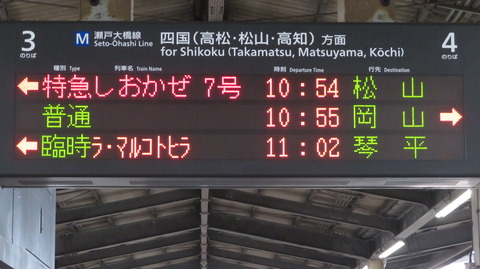 3 のりば
M 瀬戸大橋線 Seto-Ōhashi Line
四国(高松・松山・高知) 方面
for Shikoku (Takamatsu, Matsuyama, Kōchi)
4 のりば
種別 Type 列車名 Train Name 時刻 Departure Time 行先 Destination
← 特急しおかぜ 7号 10:54 松山
普通 10:55 岡山 →
← 臨時ラ・マルコトヒラ 11:02 琴平